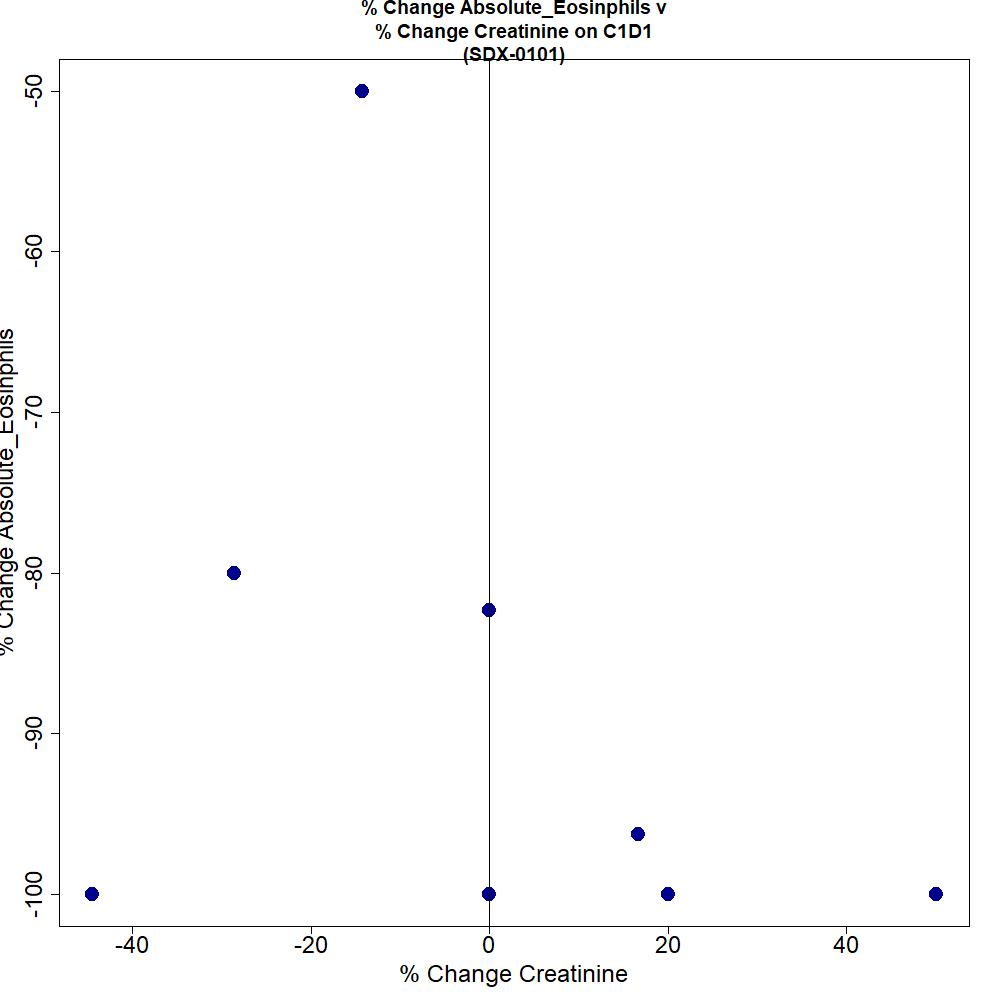 % Change Absolute_Eosinphils v
% Change Creatinine on C1D1
(SDX-0101)
% Change Absolute_Eosinphils
-50
-60
-70
-80
-90
-100
-40
-20
0
20
40
% Change Creatinine